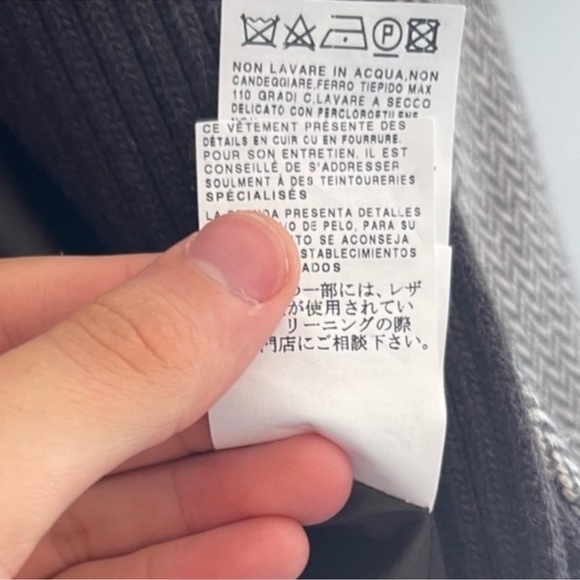 P
NON LAVARE IN ACQUA,NON
CANDEGGIARE.FERRO TIEPIDO MAX
110 GRADI C,LAVARE A SECCO
DELICATO CON PERCLOROETILENE
CE VÊTEMENT PRÉSENTE DES
DÉTAILS EN CUIR OU EN FOURRURE.
POUR SON ENTRETIEN, IL EST
CONSEILLÉ DE S'ADDRESSER
SOULMENT À DES TEINTOURERIES
SPÉCIALISÉS
LA PRESENTA DETALLES
DE PELO, PARA SU
SE ACONSEJA
ESTABLECIMIENTOS
一部には、レザ
が使用されてい
リーニングの際
門店にご相談下さい。